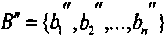 B'' = {b₁'', b₂'', ..., bₙ''}